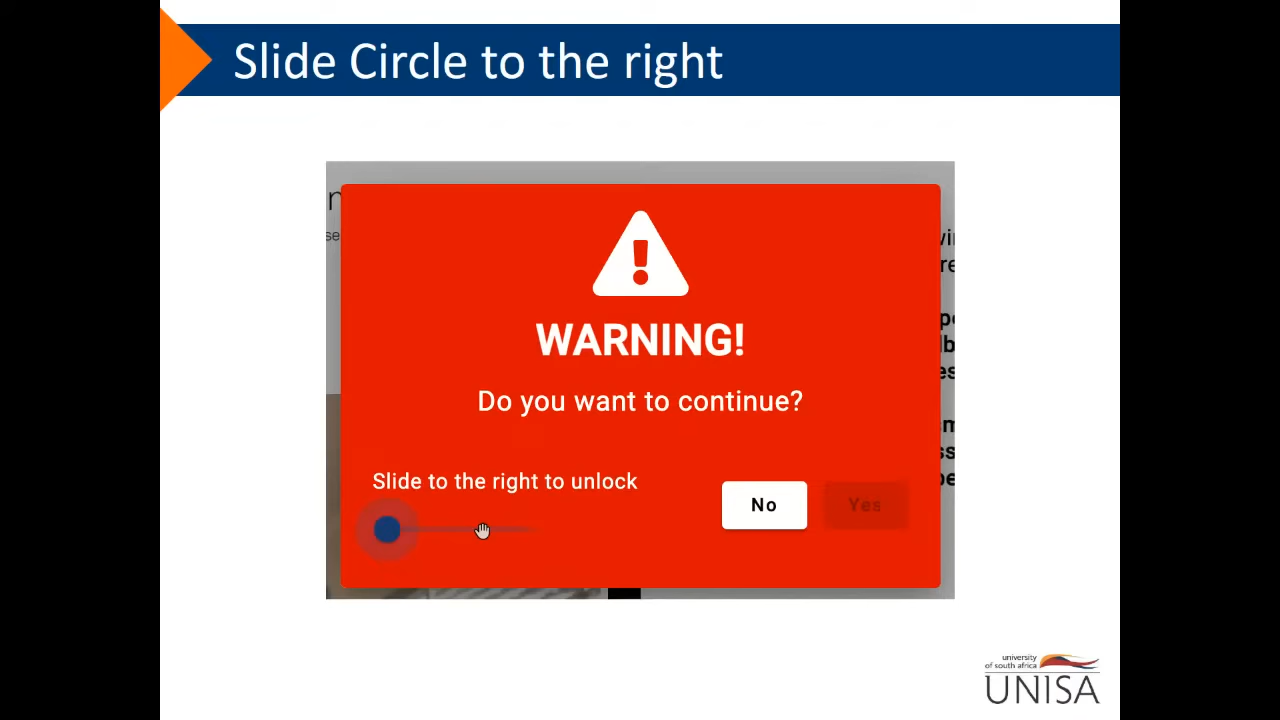 Slide Circle to the right
WARNING!
Do you want to continue?
Slide to the right to unlock
No
Yes
university
of south africa
UNISA